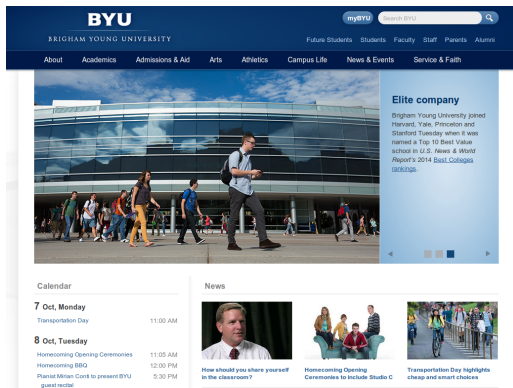 BYU
BRIGHAM YOUNG UNIVERSITY
myBYU
Search BYU
Future Students Students Faculty Staff Parents Alumni
About Academics Admissions & Aid Arts Athletics Campus Life News & Events Service & Faith
Elite company
Brigham Young University joined
Harvard, Yale, Princeton and
Stanford Tuesday when it was
named a Top 10 Best Value
school in U.S. News & World
Report's 2014 Best Colleges
rankings.
Calendar
7 Oct, Monday
Transportation Day 11:00 AM
8 Oct, Tuesday
Homecoming Opening Ceremonies 11:05 AM
Homecoming BBQ 12:00 PM
Pianist Mirian Conti to present BYU 5:30 PM
guest recital
News
How should you share yourself
in the classroom?
Homecoming Opening
Ceremonies to include Studio C
Transportation Day highlights
cheap and smart choices